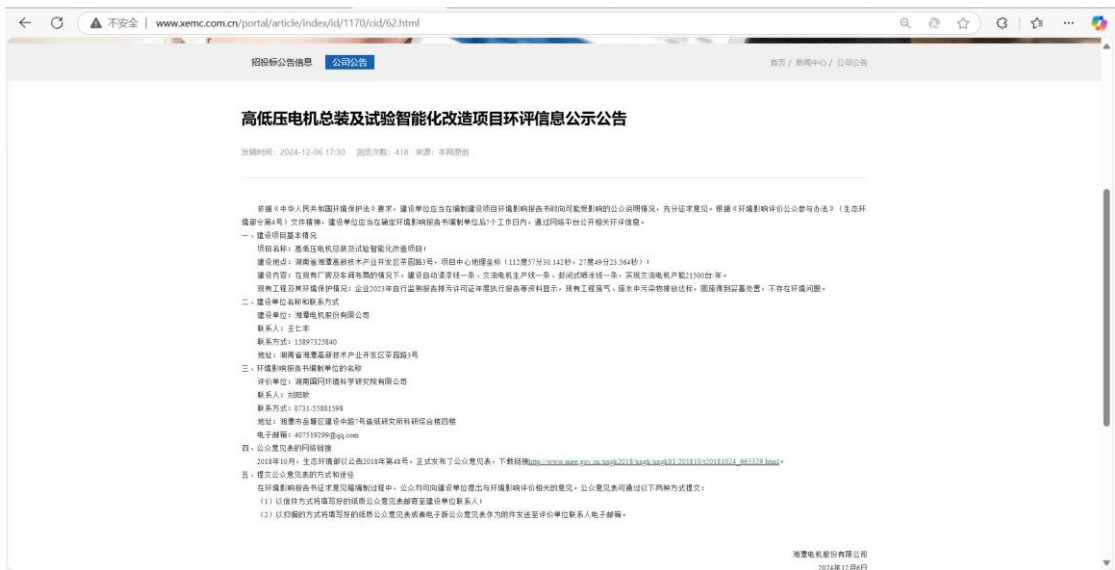 不安全 | www.xemc.com.cn/portal/article/index/id/1170/cid/62.html
招投标公告信息 公司公告 首页 / 新闻中心 / 公司公告
高低压电机总装及试验智能化改造项目环评信息公示公告
发稿时间：2024-12-06 17:30 浏览次数：418 来源：本网原创
依据《中华人民共和国环境保护法》要求，建设单位应当在编制建设项目环境影响报告书时向可能受影响的公众说明情况，充分征求意见。根据《环境影响评价公众参与办法》（生态环
境部令第4号）文件精神，建设单位应当在确定环境影响报告书编制单位后7个工作日内，通过网络平台公开相关环评信息。
一、建设项目基本情况
项目名称：高低压电机总装及试验智能化改造项目；
建设地点：湖南省湘潭高新技术产业开发区茶园路3号，项目中心地理坐标（112度57分30.142秒，27度49分23.564秒）；
建设内容：在现有厂房及车间布局的情况下，建设自动浸漆线一条、交流电机生产线一条、封闭式喷涂线一条，实现交流电机产能21500台/年。
现有工程及其环境保护情况：企业2023年自行监测报告排污许可证年度执行报告等资料显示，现有工程废气、废水中污染物排放达标，固废得到妥善处置，不存在环境问题。
二、建设单位名称和联系方式
建设单位：湘潭电机股份有限公司
联系人：王仁丰
联系方式：15897325840
地址：湖南省湘潭高新技术产业开发区茶园路3号
三、环境影响报告书编制单位的名称
评价单位：湖南国网环境科学研究院有限公司
联系人：刘阳
联系方式：0731-55881598
地址：湘潭市岳塘区建设中路7号造纸研究所科研综合楼四楼
电子邮箱：407519299@qq.com
四、公众意见表的网络链接
2018年10月，生态环境部以公告2018年第48号，正式发布了公众意见表，下载链接http://www.mee.gov.cn/xxgk2018/xxgk/xxgk01/201810/t20181024_665329.html。
五、提交公众意见表的方式和途径
在环境影响报告书征求意见稿编制过程中，公众均可向建设单位提出与环境影响评价相关的意见。公众意见表可通过以下两种方式提交：
（1）以信件方式将填写好的纸质公众意见表邮寄至建设单位联系人；
（2）以扫描的方式将填写好的纸质公众意见表或者电子版公众意见表作为附件发送至评价单位联系人电子邮箱。
湘潭电机股份有限公司
2024年12月6日